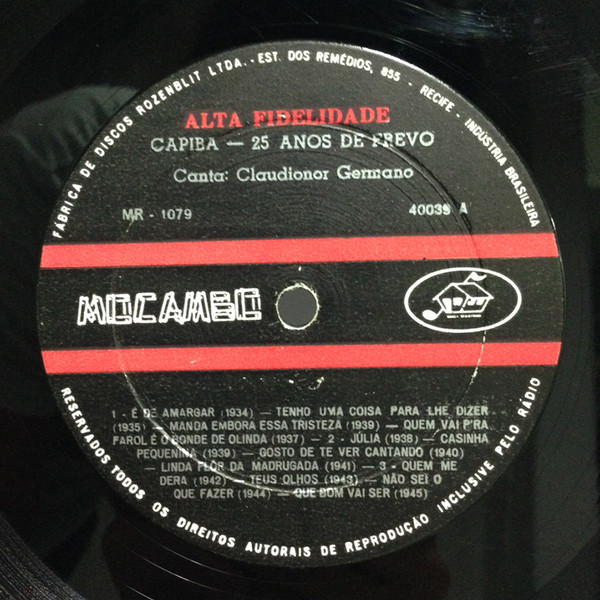 FABRICA DE DISCOS ROZENBLIT LTDA. - EST. DOS REMÉDIOS, 855 - RECIFE - INDÚSTRIA BRASILEIRA
ALTA FIDELIDADE
CAPIBA — 25 ANOS DE FREVO
Canta: Claudionor Germano
MR - 1079 40039 A
MOCAMBO
1 - É DE AMARGAR (1934) — TENHO UMA COISA PARA LHE DIZER
(1935) — MANDA EMBORA ESSA TRISTEZA (1939) — QUEM VAI P'RA
FAROL É O BONDE DE OLINDA (1937) — 2 - JÚLIA (1938) — CASINHA
PEQUENINA (1939) — GOSTO DE TE VER CANTANDO (1940)
— LINDA FLÔR DA MADRUGADA (1941) — 3 - QUEM ME
DERA (1942) — TEUS OLHOS (1943) — NÃO SEI O
QUE FAZER (1944) — QUE BOM VAI SER (1945)
RESERVADOS TODOS OS DIREITOS AUTORAIS DE REPRODUÇÃO INCLUSIVE PELO RÁDIO